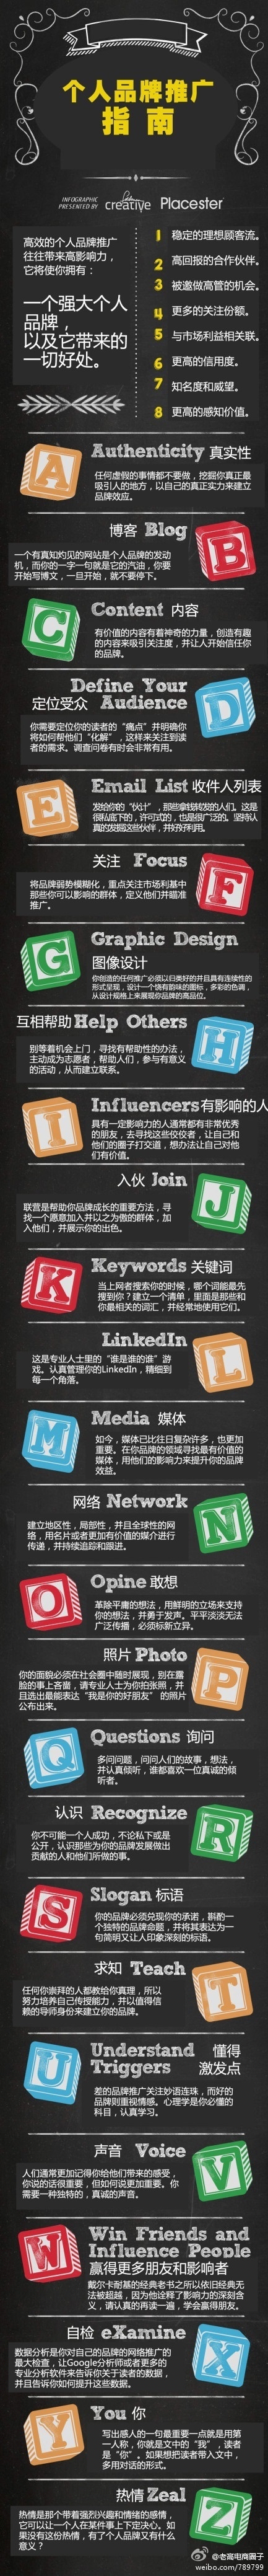 个人品牌推广
指南
INFOGRAPHIC
PRESENTED BY
creative
Placester
高效的个人品牌推广
往往带来高影响力，
它将使你拥有：
一个强大个人
品牌，
以及它带来的
一切好处。
1 稳定的理想顾客流。
2 高回报的合作伙伴。
3 被邀做高管的机会。
4 更多的关注份额。
5 与市场利益相关联。
6 更高的信用度。
7 知名度和威望。
8 更高的感知价值。
A
Authenticity 真实性
任何虚假的事情都不要做，挖掘你真正最
吸引人的地方，以自己的真正实力来建立
品牌效应。
博客 Blog
B
一个有真知灼见的网站是个人品牌的发动
机，而你的一字一句就是它的汽油，你要
开始写博文，一旦开始，就不要停下。
C
Content 内容
有价值的内容有着神奇的力量，创造有趣
的内容来吸引关注度，并让人开始信任你
的品牌。
Define Your
定位受众 Audience
D
你需要定位你的读者的“痛点”并明确你
将如何帮他们“化解”，这样来关注到读
者的需求。调查问卷有时会非常有用。
E
Email List 收件人列表
发给你的“伙计”，那些拿钱转发的人们。这是
很私底下的，许可式的，也是很广泛的。坚持认
真的发掘这些伙伴，并好好利用。
关注 Focus
F
将品牌弱势模糊化，重点关注市场利基中
那些你可以影响的群体，定义他们并瞄准
推广。
G
Graphic Design
图像设计
你创造的任何推广必须以归类好的并且具有连续性的
形式呈现，设计一个饶有韵味的图标，多彩的色调，
从设计规格上来展现你品牌的高品位。
互相帮助 Help Others
H
别等着机会上门，寻找有帮助性的办法，
主动成为志愿者，帮助人们，参与有意义
的活动，从而建立联系。
I
Influencers 有影响的人
具有一定影响力的人通常都有非常优秀
的朋友，去寻找这些佼佼者，让自己和
他们的圈子打交道，想办法让自己对他
们有价值。
入伙 Join
J
联营是帮助你品牌成长的重要方法，寻
找一个愿意加入并以之为傲的群体，加
入他们，并展示你的出色。
K
Keywords 关键词
当上网者搜索你的时候，哪个词能最先
搜到你？建立一个清单，里面是那些和
你最相关的词汇，并经常地使用它们。
LinkedIn
L
这是专业人士里的“谁是谁的谁”游
戏。认真管理你的LinkedIn，精细到
每一个角落。
M
Media 媒体
如今，媒体已比往日复杂许多，也更加
重要。在你品牌的领域寻找最有价值的
媒体，用他们的影响力来提升你的品牌
效益。
网络 Network
N
建立地区性，局部性，并且全球性的网
络，用名片或者更加有价值的媒介进行
传递，并持续追踪和跟进。
O
Opine 敢想
革除平庸的想法，用鲜明的立场来支持
你的想法，并勇于发声。平平淡淡无法
广泛传播，必须标新立异。
照片 Photo
P
你的面貌必须在社会圈中随时展现，别在露
脸的事上吝啬，请专业人士为你拍张照，并
且选出最能表达“我是你的好朋友”的照片
公布出来。
Q
Questions 询问
多问问题，问问人们的故事，想法，
并认真倾听，谁都喜欢一位真诚的倾
听者。
认识 Recognize
R
你不可能一个人成功，不论私下或是
公开，认识那些为你的品牌发展做出
贡献的人和他们所做的事。
S
Slogan 标语
你的品牌必须兑现你的承诺，斟酌一
个独特的品牌命题，并将其表达为一
句简明又让人印象深刻的标语。
求知 Teach
T
任何你崇拜的人都教给你真理，所以
努力培养自己传授能力，并以值得信
赖的导师身份来建立你的品牌。
U
Understand 懂得
Triggers 激发点
差的品牌推广关注妙语连珠，而好的
品牌则重视情感。心理学是你必懂的
科目，认真学习。
声音 Voice
V
人们通常更加记得你给他们带来的感受，
你说的话很重要，但如何说更加重要。你
需要一种独特的，真诚的声音。
W
Win Friends and
Influence People
赢得更多朋友和影响者
戴尔卡耐基的经典老书之所以依旧经典无
法被超越，因为他诠释了影响力的深刻含
义，请认真的再读一遍，学会赢得朋友。
自检 eXamine
X
数据分析是你对自己的品牌的网络推广的
最大检查，让Google分析师或者更多的
专业分析软件来告诉你关于读者的数据，
并且告诉你如何提升这些数据。
Y
You 你
写出感人的一句最重要一点就是用第
一人称，你就是文中的“我”，读者
是“你”。如果想把读者带入文中，
多用对话的形式。
热情 Zeal
Z
热情是那个带着强烈兴趣和情绪的感情，
它可以让一个人在某件事上下定决心。如
果没有这份热情，有了个人品牌又有什么
意义？
@老高电商圈子
weibo.com/789799